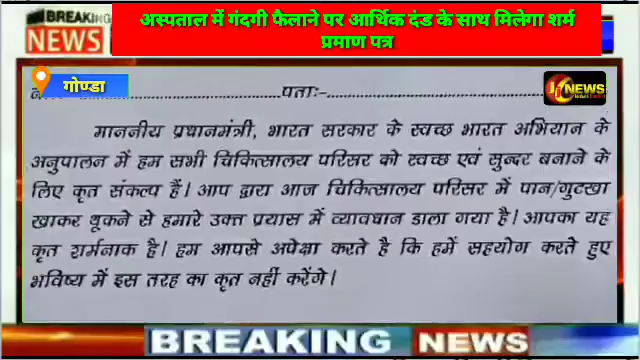 BREAKING
NEWS
अस्पताल में गंदगी फैलाने पर आर्थिक दंड के साथ मिलेगा शर्म
प्रमाण पत्र
गोण्डा
पताः-
NEWS
माननीय प्रधानमंत्री, भारत सरकार के स्वच्छ भारत अभियान के
अनुपालन में हम सभी चिकित्सालय परिसर को स्वच्छ एवं सुन्दर बनाने के
लिए कृत संकल्प हैं। आप द्वारा आज चिकित्सालय परिसर में पान/गुटखा
खाकर थूकने से हमारे उक्त प्रयास में व्यावधान डाला गया है। आपका यह
कृत शर्मनाक है। हम आपसे अपेक्षा करते है कि हमें सहयोग करते हुए
भविष्य में इस तरह का कृत नहीं करेंगे।
BREAKING NEWS